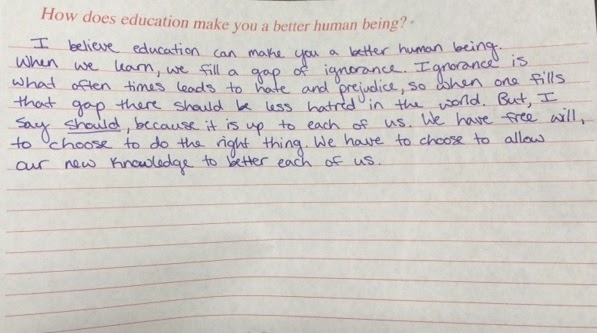 How does education make you a better human being?
I believe education can make you a better human being.
When we learn, we fill a gap of ignorance. Ignorance is
what often times leads to hate and prejudice, so when one fills
that gap there should be less hatred in the world. But, I
say should, because it is up to each of us. We have free will,
to choose to do the right thing. We have to choose to allow
our new knowledge to better each of us.